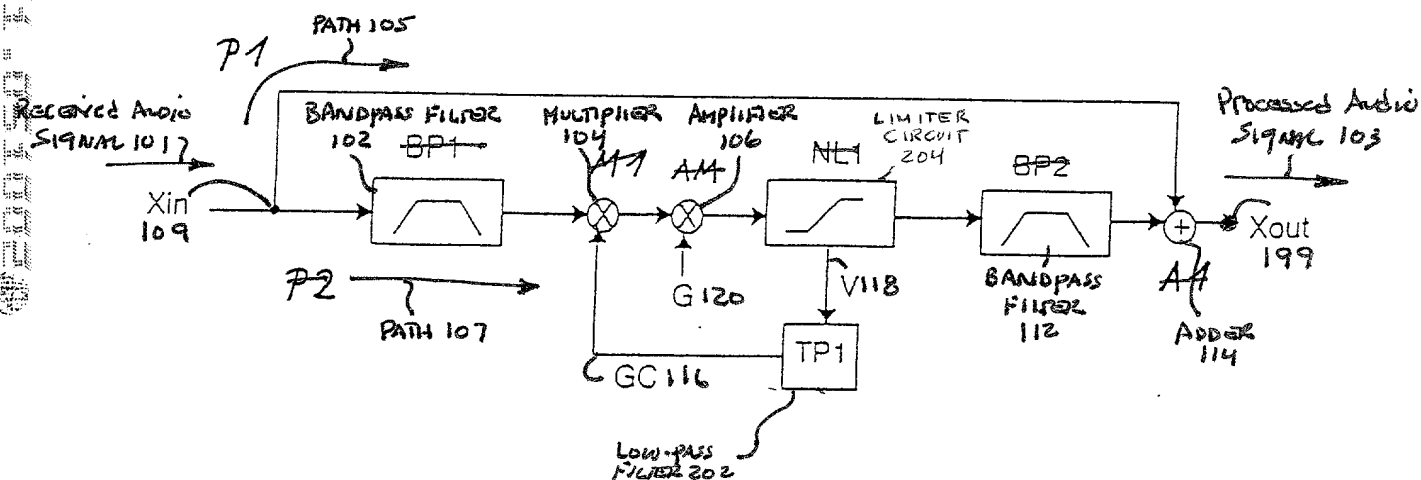 PATH 105
P1
Received Audio
SIGNAL 101
BANDPASS FILTER
102
BP1
MULTIPLIER
104
M1
AMPLIFIER
106
AM
LIMITER
CIRCUIT
204
NL1
BP2
Processed Audio
SIGNAL 103
Xin
109
Xout
199
P2
PATH 107
G 120
V118
BANDPASS
FILTER
112
A1
ADDER
114
TP1
GC 116
LOW-PASS
FILTER 202